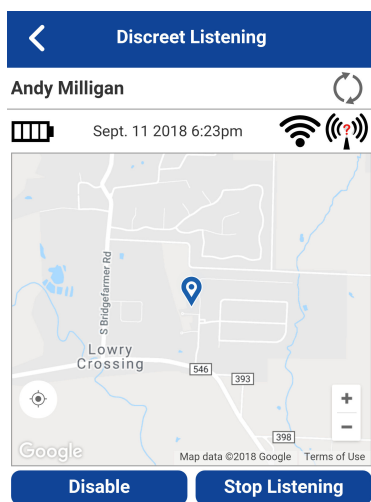 Discreet Listening
Andy Milligan
Sept. 11 2018 6:23pm
?
S Bridgefarmer Rd
Lowry
Crossing
546
393
398
+
−
Google
Map data ©2018 Google Terms of Use
Disable
Stop Listening